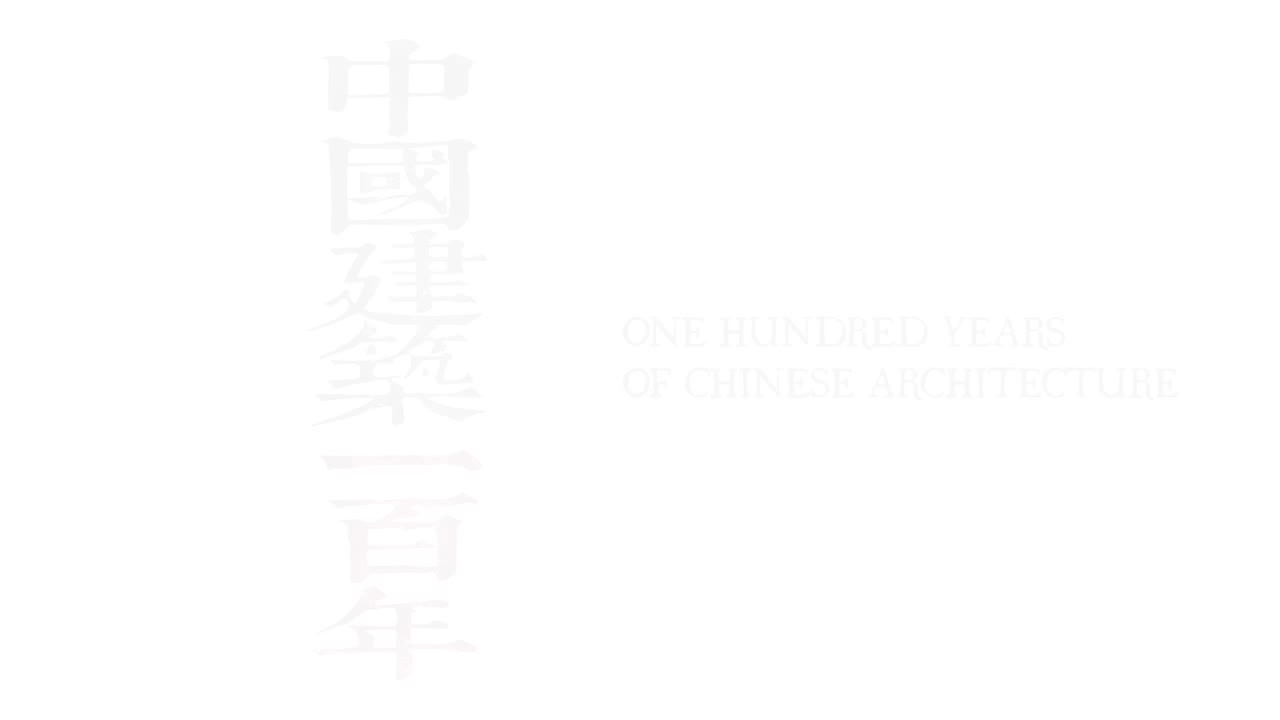 中國建築一百年
ONE HUNDRED YEARS
OF CHINESE ARCHITECTURE